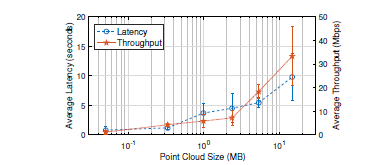 20
15
10
5
0
50
40
30
20
10
0
Latency
Throughput
Average Latency (seconds)
Average Throughput (Mbps)
10-1
100
101
Point Cloud Size (MB)